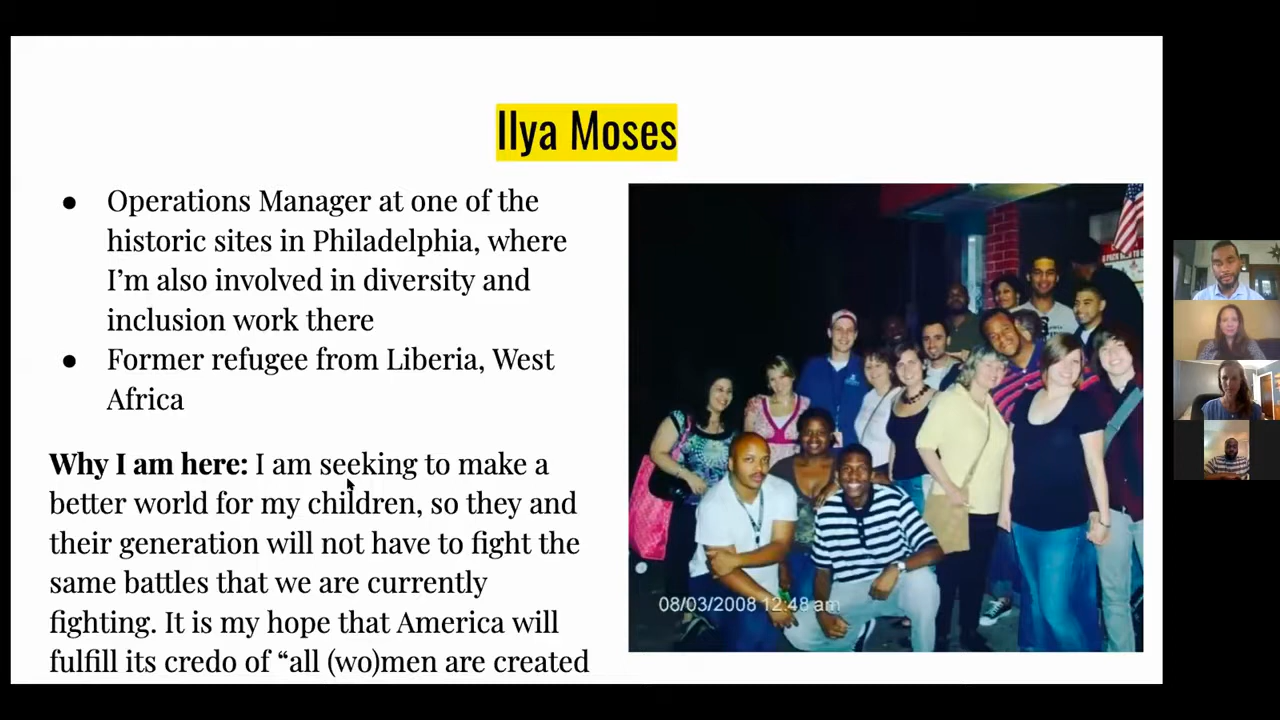 Ilya Moses
● Operations Manager at one of the
historic sites in Philadelphia, where
I’m also involved in diversity and
inclusion work there
● Former refugee from Liberia, West
Africa
Why I am here: I am seeking to make a
better world for my children, so they and
their generation will not have to fight the
same battles that we are currently
fighting. It is my hope that America will
fulfill its credo of “all (wo)men are created
08/03/2008 12:48 am